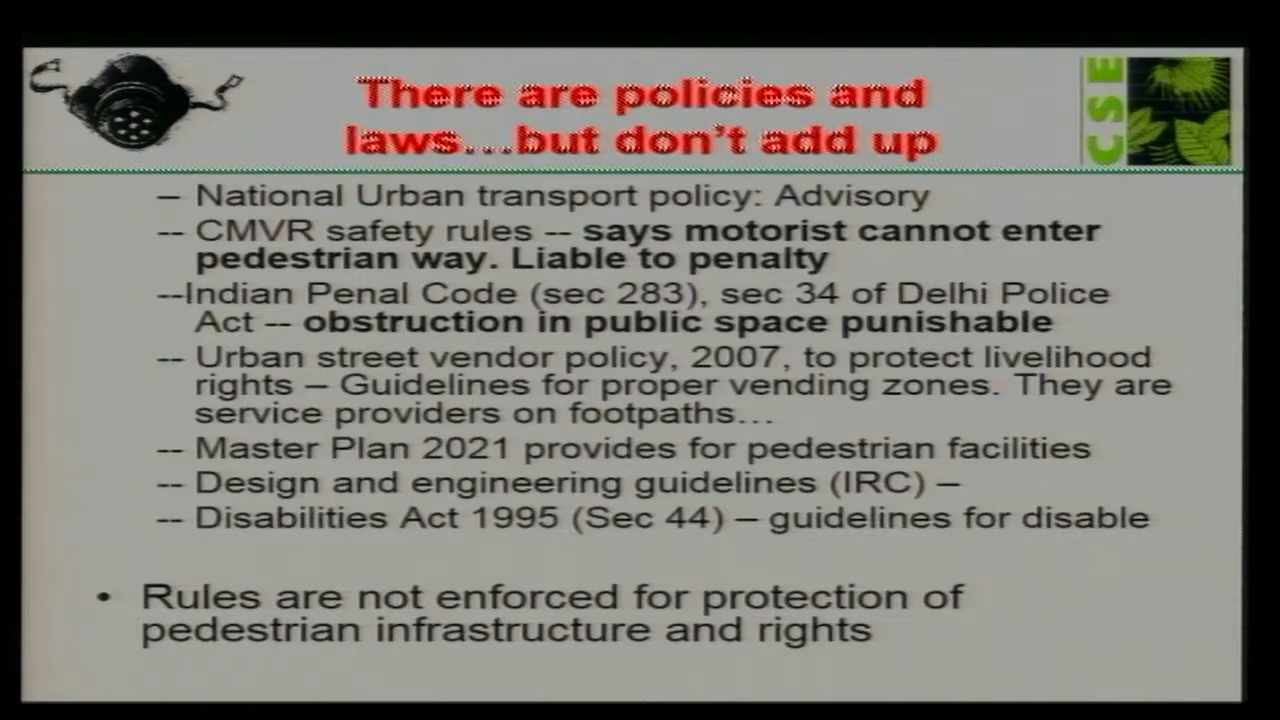 There are policies and
laws...but don't add up
CSE
– National Urban transport policy: Advisory
-- CMVR safety rules -- says motorist cannot enter
pedestrian way. Liable to penalty
--Indian Penal Code (sec 283), sec 34 of Delhi Police
Act -- obstruction in public space punishable
-- Urban street vendor policy, 2007, to protect livelihood
rights – Guidelines for proper vending zones. They are
service providers on footpaths...
-- Master Plan 2021 provides for pedestrian facilities
-- Design and engineering guidelines (IRC) –
-- Disabilities Act 1995 (Sec 44) – guidelines for disable
• Rules are not enforced for protection of
pedestrian infrastructure and rights